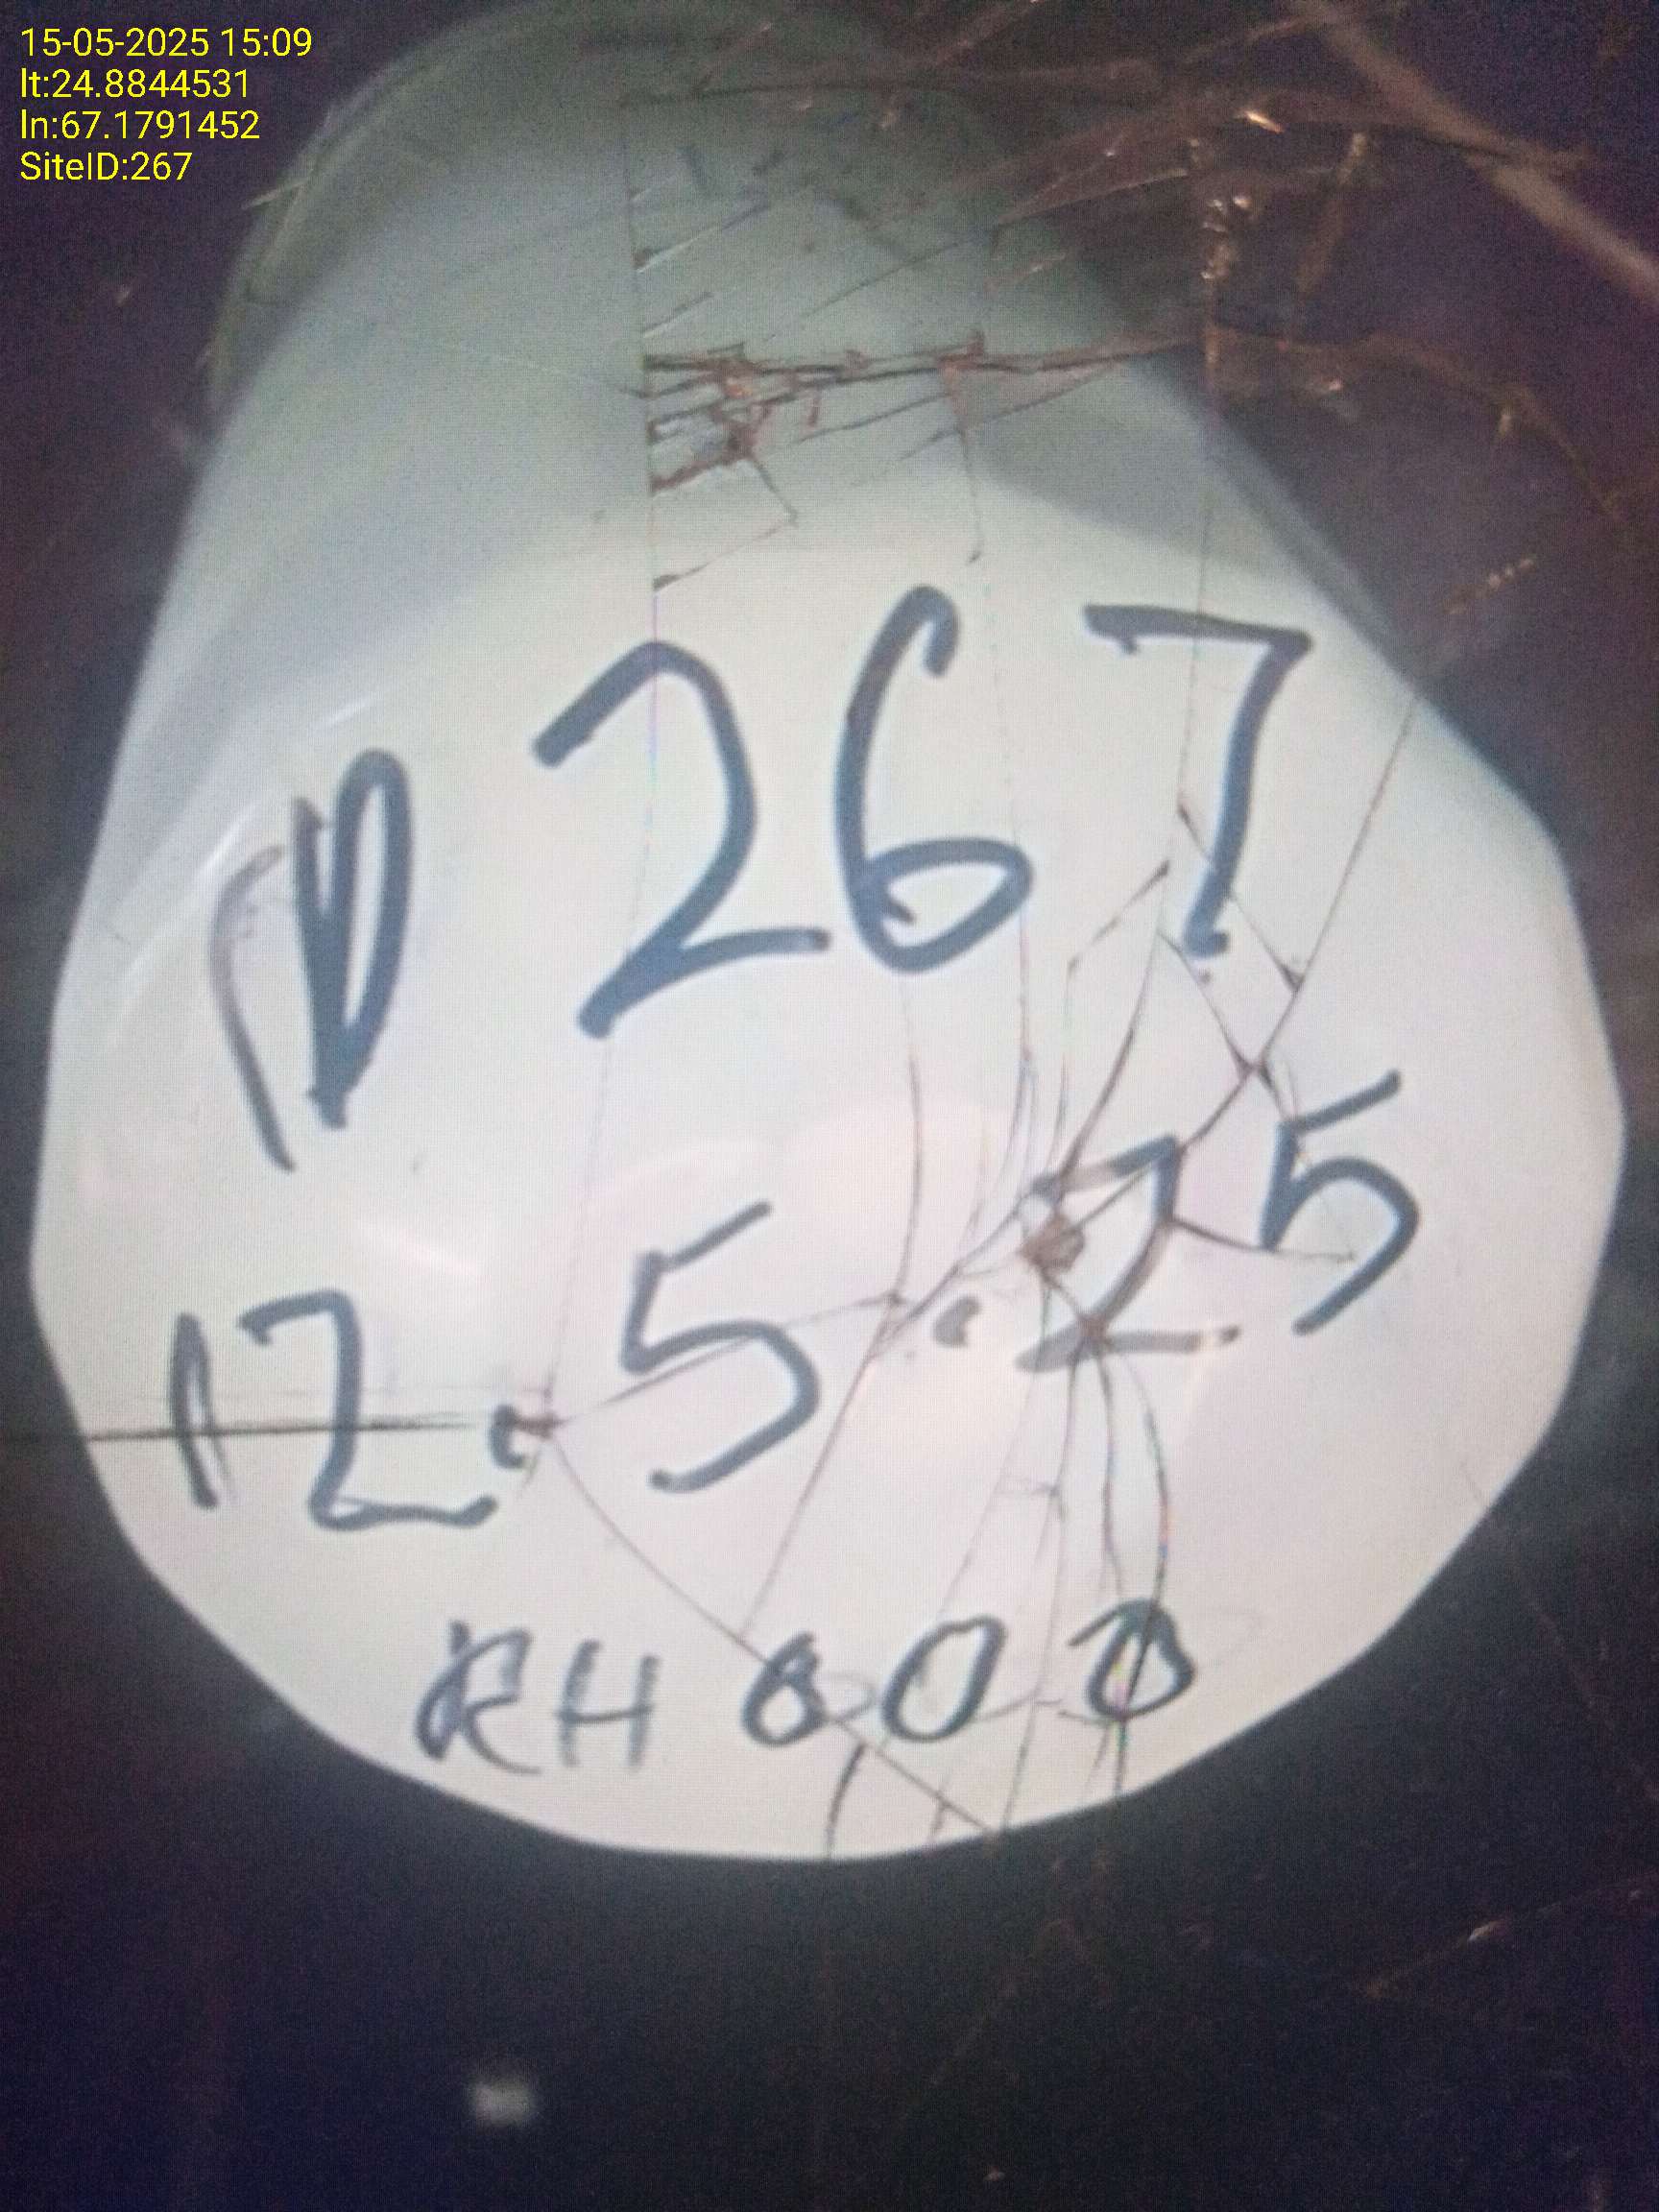 15-05-2025 15:09
lt:24.8844531
ln:67.1791452
SiteID:267
ID 267
12.5.25
RH 000